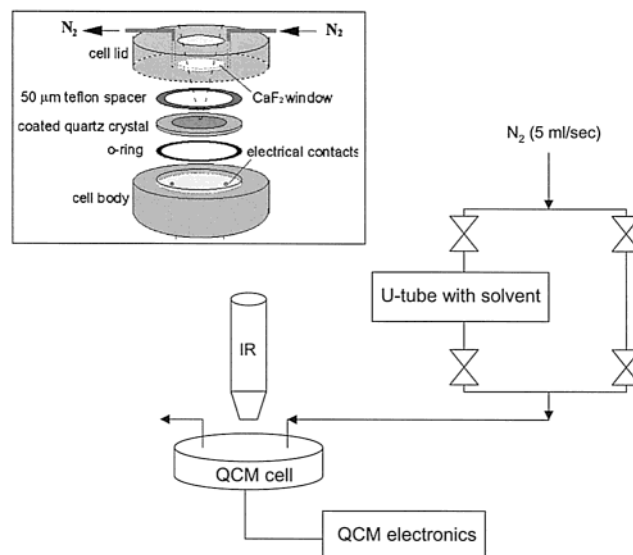 N₂
N₂
cell lid
CaF₂ window
50 μm teflon spacer
coated quartz crystal
o-ring
electrical contacts
cell body
N₂ (5 ml/sec)
U-tube with solvent
IR
QCM cell
QCM electronics